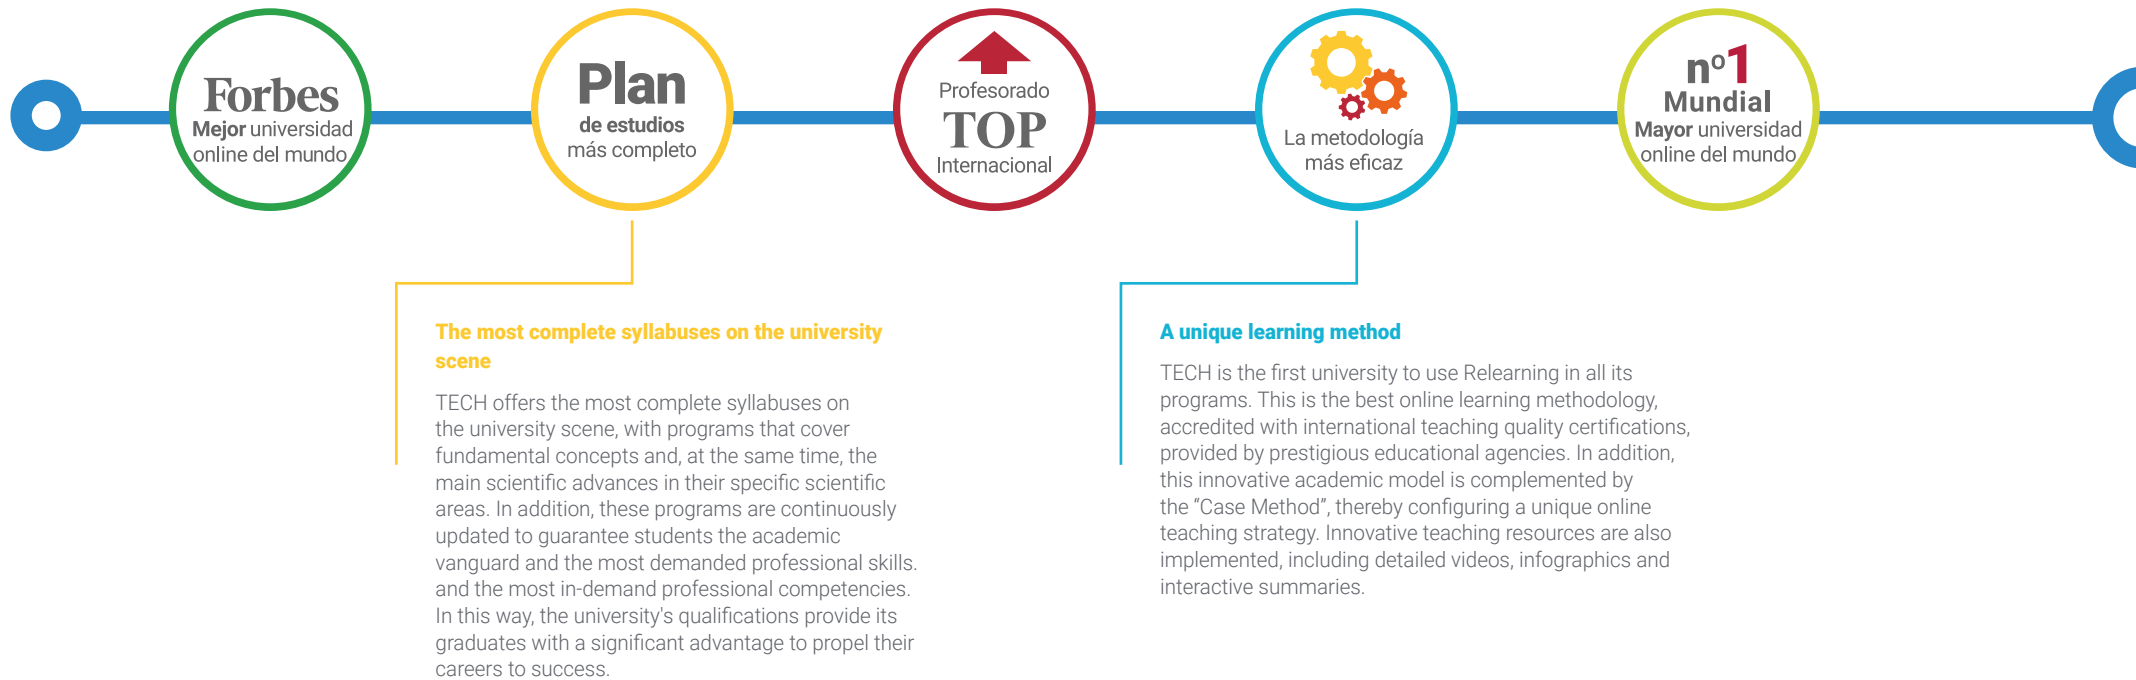 Forbes
Mejor universidad
online del mundo
Plan
de estudios
más completo
Profesorado
TOP
Internacional
La metodología
más eficaz
nº1
Mundial
Mayor universidad
online del mundo
The most complete syllabuses on the university
scene
TECH offers the most complete syllabuses on
the university scene, with programs that cover
fundamental concepts and, at the same time, the
main scientific advances in their specific scientific
areas. In addition, these programs are continuously
updated to guarantee students the academic
vanguard and the most demanded professional skills.
and the most in-demand professional competencies.
In this way, the university's qualifications provide its
graduates with a significant advantage to propel their
careers to success.
A unique learning method
TECH is the first university to use Relearning in all its
programs. This is the best online learning methodology,
accredited with international teaching quality certifications,
provided by prestigious educational agencies. In addition,
this innovative academic model is complemented by
the “Case Method”, thereby configuring a unique online
teaching strategy. Innovative teaching resources are also
implemented, including detailed videos, infographics and
interactive summaries.